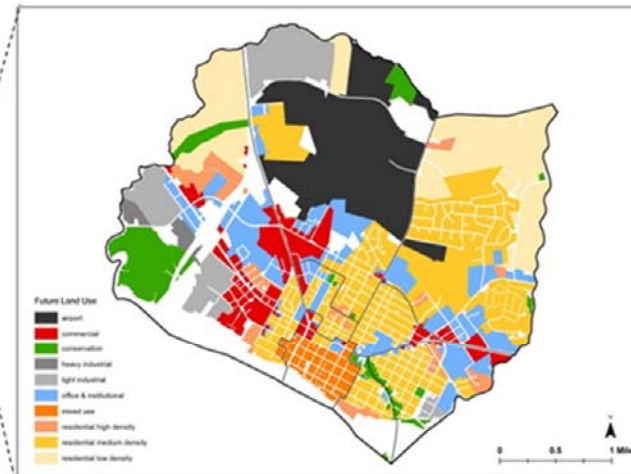 Future Land Use
airport
commercial
conservation
heavy industrial
light industrial
office & institutional
mixed use
residential high density
residential medium density
residential low density
N
0 0.5 1 Mile